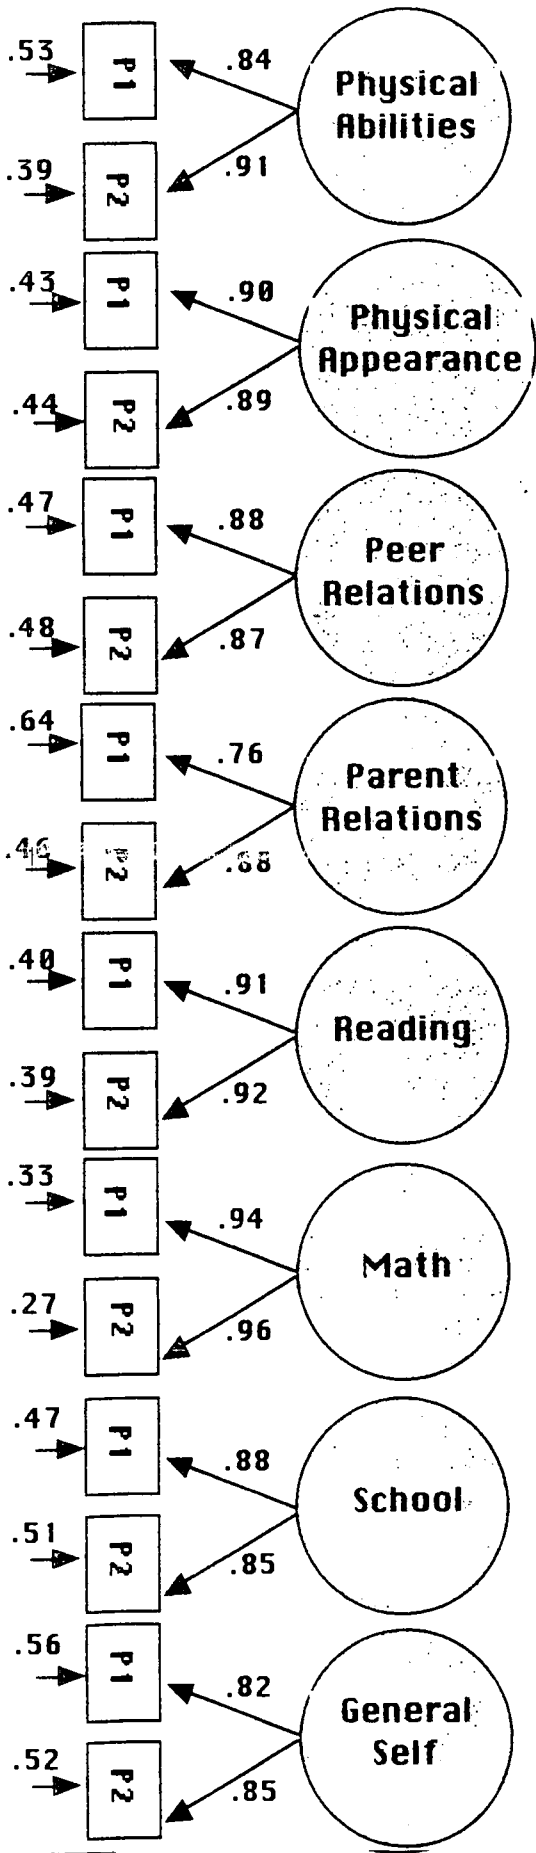 .53
P1
.84
Physical
Abilities
.39
P2
.91
.43
P1
.90
Physical
Appearance
.44
P2
.89
.47
P1
.88
Peer
Relations
.48
P2
.87
.64
P1
.76
Parent
Relations
.46
P2
.88
.40
P1
.91
Reading
.39
P2
.92
.33
P1
.94
Math
.27
P2
.96
.47
P1
.88
School
.51
P2
.85
.56
P1
.82
General
Self
.52
P2
.85